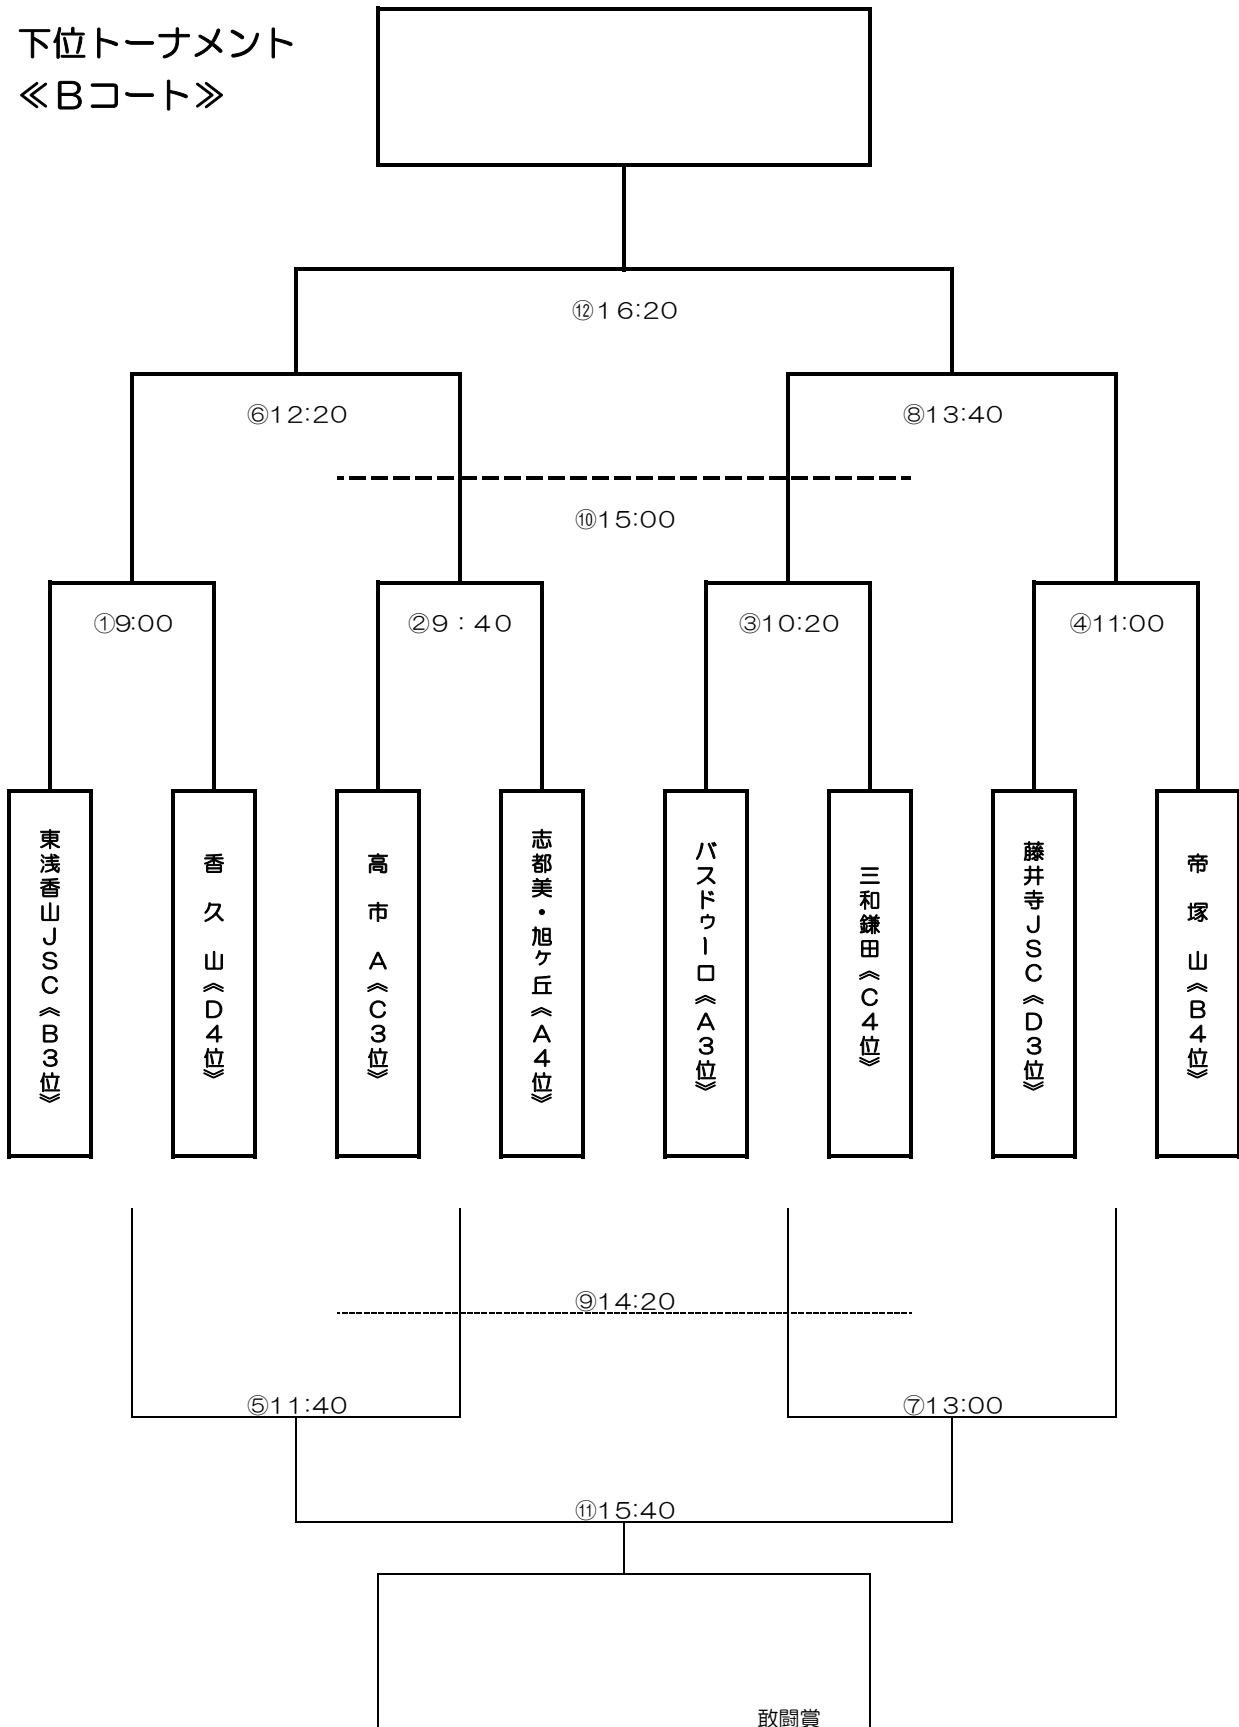 下位トーナメント
≪Bコート≫
⑫16:20
⑥12:20
⑧13:40
⑩15:00
①9:00
②9：40
③10:20
④11:00
東浅香山JSC《B3位》
香久山《D4位》
高市A《C3位》
志都美・旭ヶ丘《A4位》
バスドゥーロ《A3位》
三和鎌田《C4位》
藤井寺JSC《D3位》
帝塚山《B4位》
⑨14:20
⑤11:40
⑦13:00
⑪15:40
敢闘賞